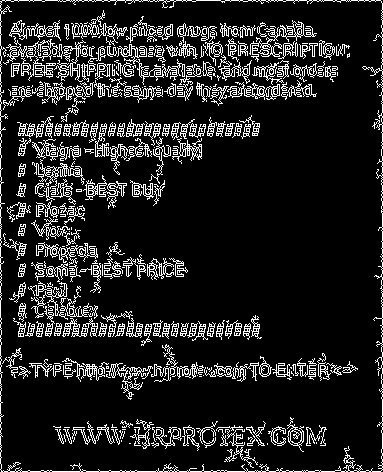 Almost 1000 low priced drugs from Canada
available for purchase with NO PRESCRIPTION,
FREE SHIPPING is available, and most orders
are shipped the same day they are ordered.
##########################
# Viagra - Highest quality
# Levitra
# Cialis - BEST BUY
# Prozac
# Vioxx
# Propecia
# Soma - BEST PRICE
# Paxil
# Celebrex
##########################
=> TYPE http://www.hrprotex.com TO ENTER <=
WWW.HRPROTEX.COM